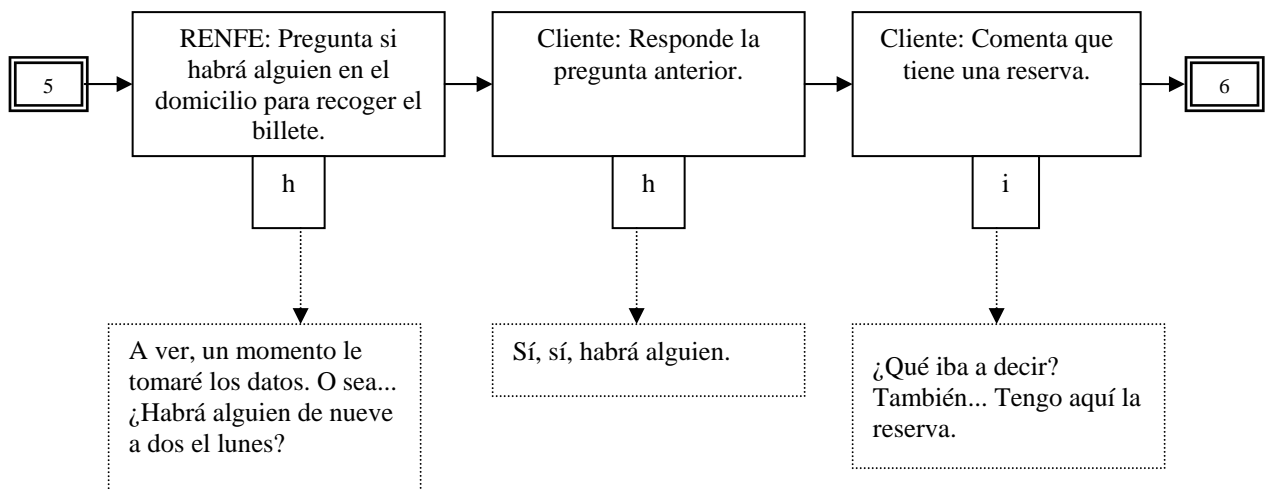 5
RENFE: Pregunta si
habrá alguien en el
domicilio para recoger el
billete.
Cliente: Responde la
pregunta anterior.
Cliente: Comenta que
tiene una reserva.
6
h
h
i
A ver, un momento le
tomaré los datos. O sea...
¿Habrá alguien de nueve
a dos el lunes?
Sí, sí, habrá alguien.
¿Qué iba a decir?
También... Tengo aquí la
reserva.